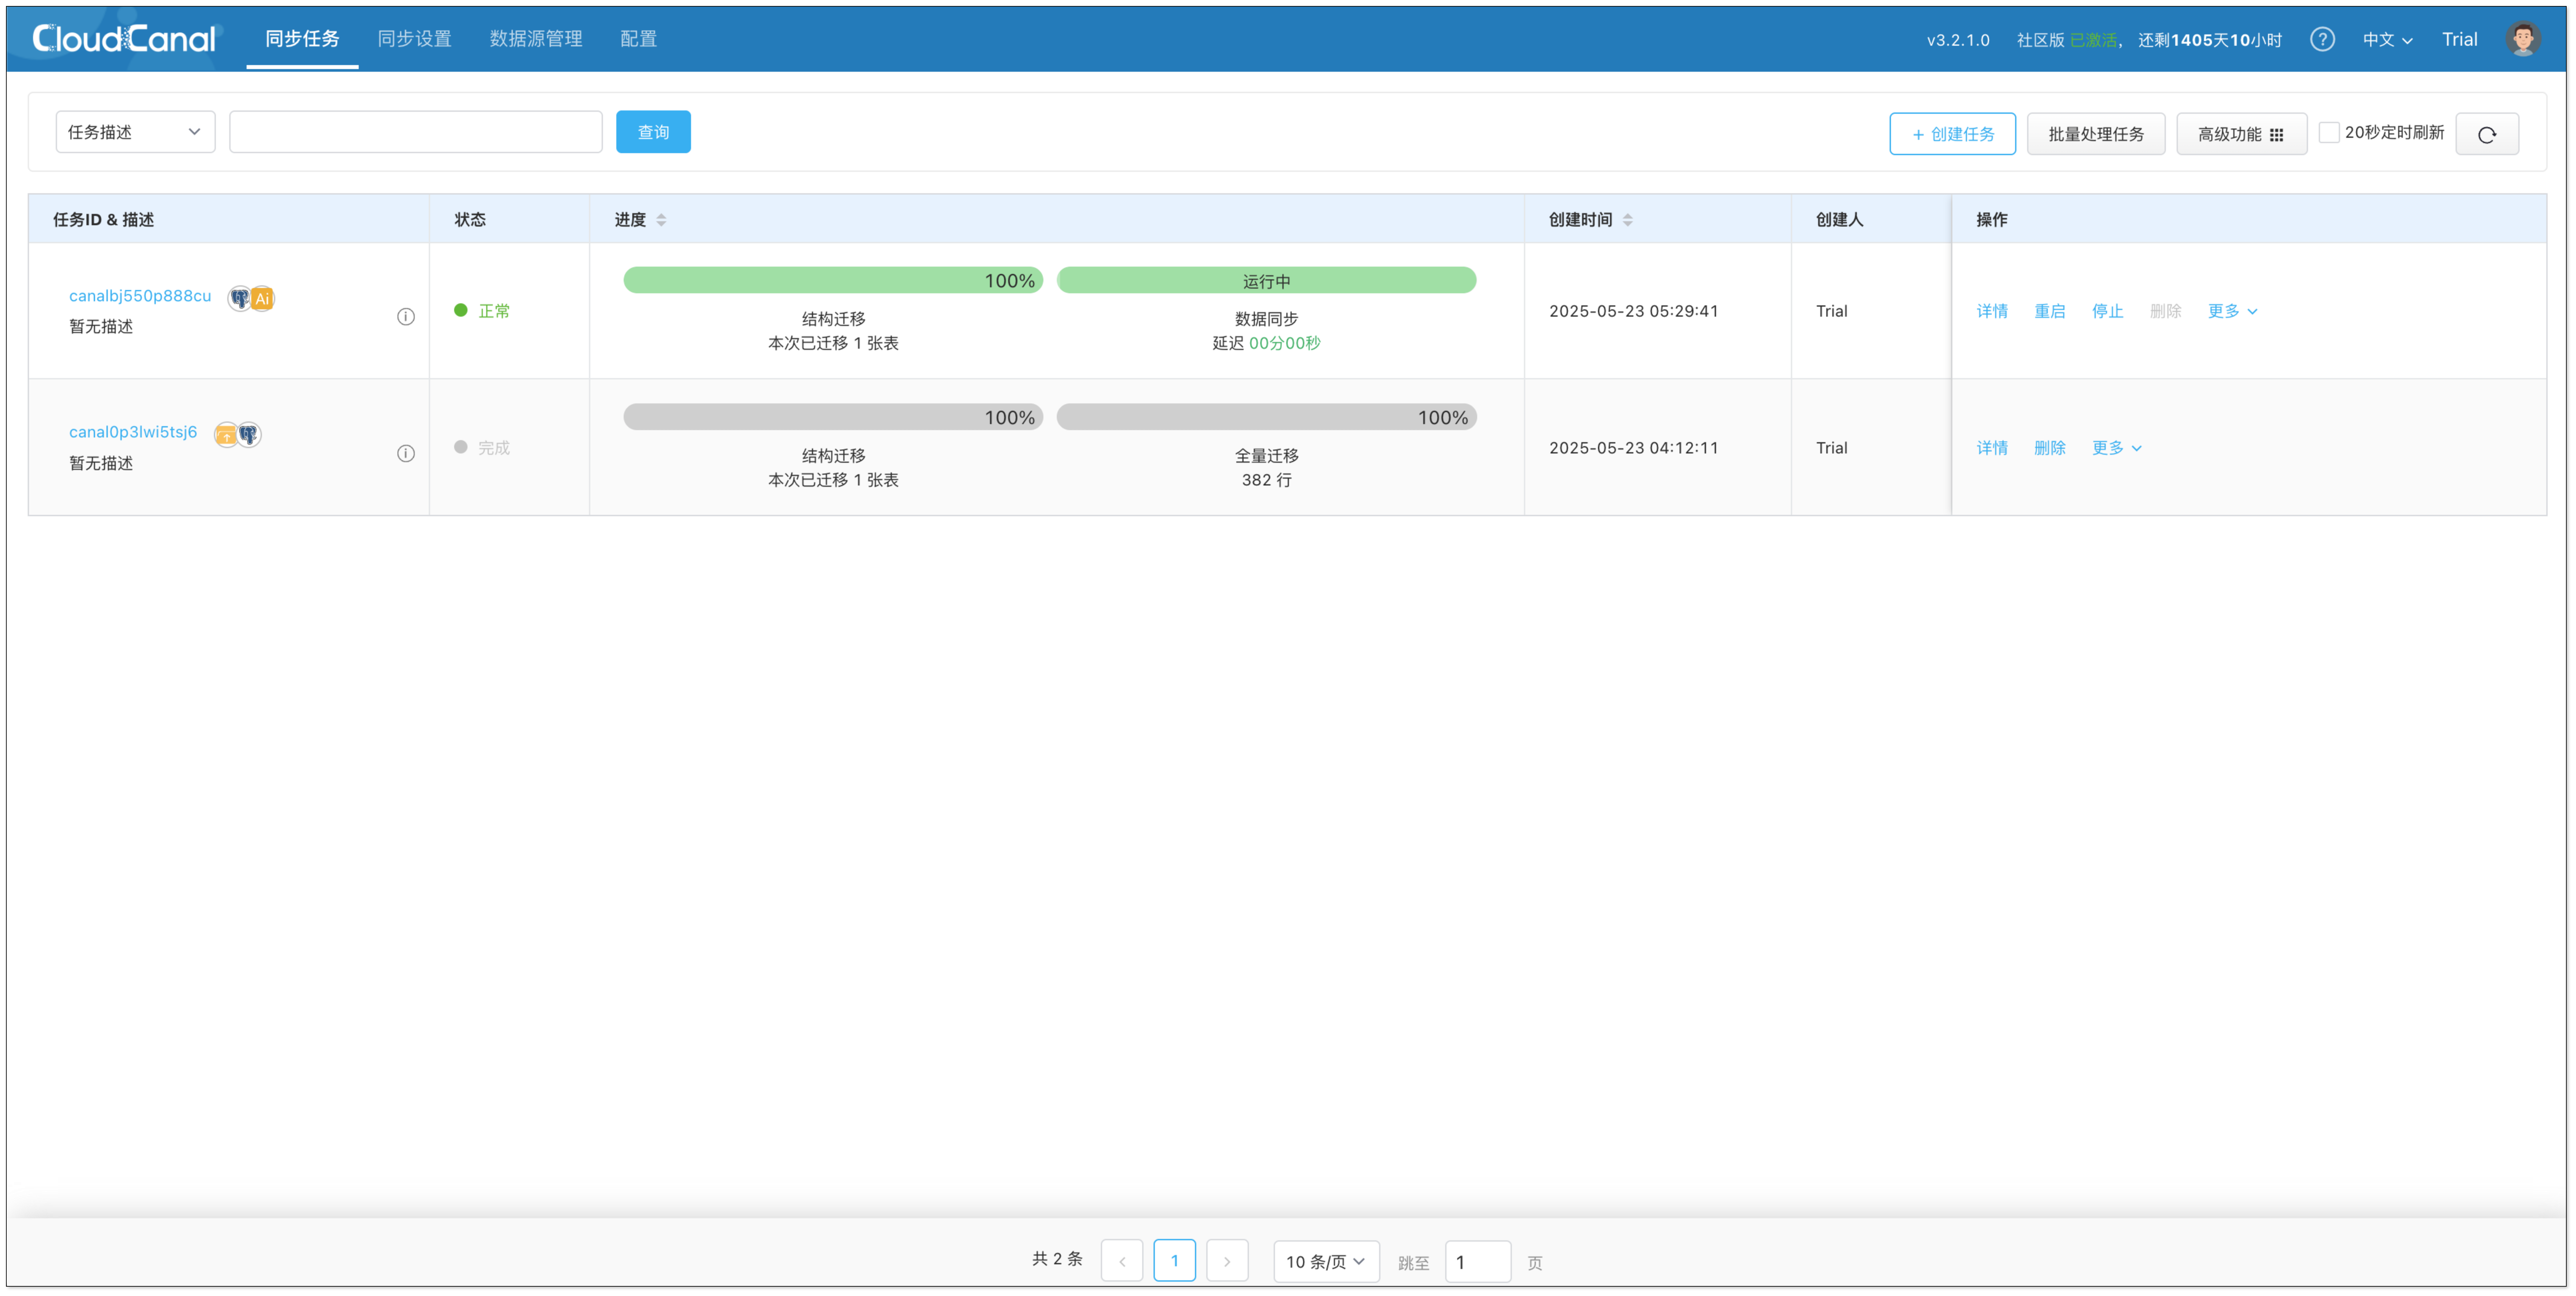 CloudCanal 同步任务 同步设置 数据源管理 配置 v3.2.1.0 社区版 已激活, 还剩1405天10小时 ? 中文 Trial
任务描述 查询 + 创建任务 批量处理任务 高级功能 20秒定时刷新
任务ID & 描述 状态 进度 创建时间 创建人 操作
canalbj550p888cu Ai
暂无描述
正常
100% 运行中
结构迁移 数据同步
本次已迁移 1 张表 延迟 00分00秒
2025-05-23 05:29:41 Trial 详情 重启 停止 删除 更多
canal0p3lwi5tsj6
暂无描述
完成
100% 100%
结构迁移 全量迁移
本次已迁移 1 张表 382 行
2025-05-23 04:12:11 Trial 详情 删除 更多
共 2 条 < 1 > 10 条/页 跳至 1 页